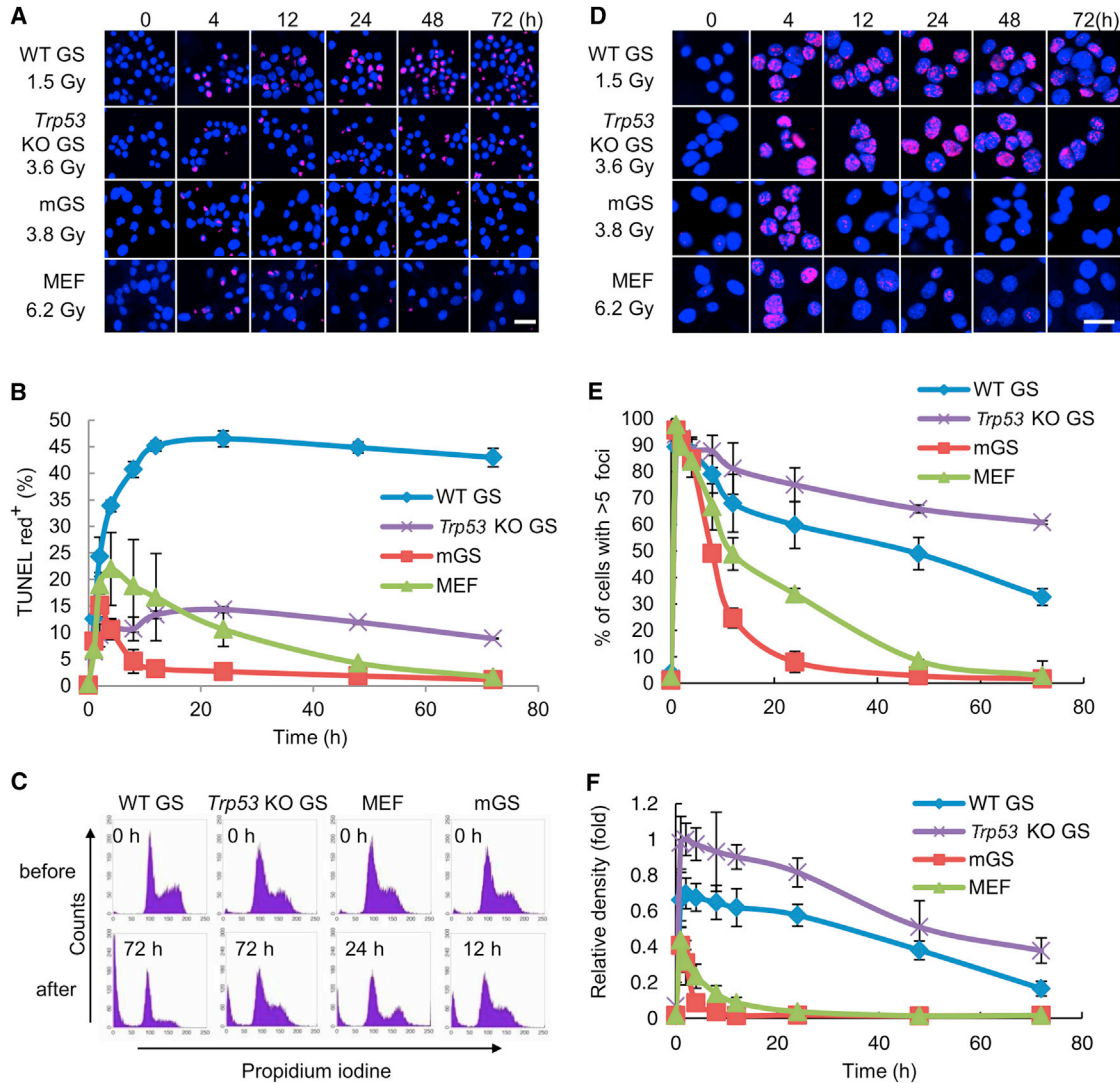 A
0 4 12 24 48 72 (h)
WT GS
1.5 Gy
Trp53
KO GS
3.6 Gy
mGS
3.8 Gy
MEF
6.2 Gy
D
0 4 12 24 48 72(h)
WT GS
1.5 Gy
Trp53
KO GS
3.6 Gy
mGS
3.8 Gy
MEF
6.2 Gy
B
TUNEL red+ (%)
50
45
40
35
30
25
20
15
10
5
0
0 20 40 60 80
Time (h)
WT GS
Trp53 KO GS
mGS
MEF
E
% of cells with >5 foci
100
90
80
70
60
50
40
30
20
10
0
0 20 40 60 80
WT GS
Trp53 KO GS
mGS
MEF
C
WT GS Trp53 KO GS MEF mGS
before
0 h 0 h 0 h 0 h
Counts
after
72 h 72 h 24 h 12 h
Propidium iodine
F
Relative density (fold)
1.2
1
0.8
0.6
0.4
0.2
0
0 20 40 60 80
Time (h)
WT GS
Trp53 KO GS
mGS
MEF